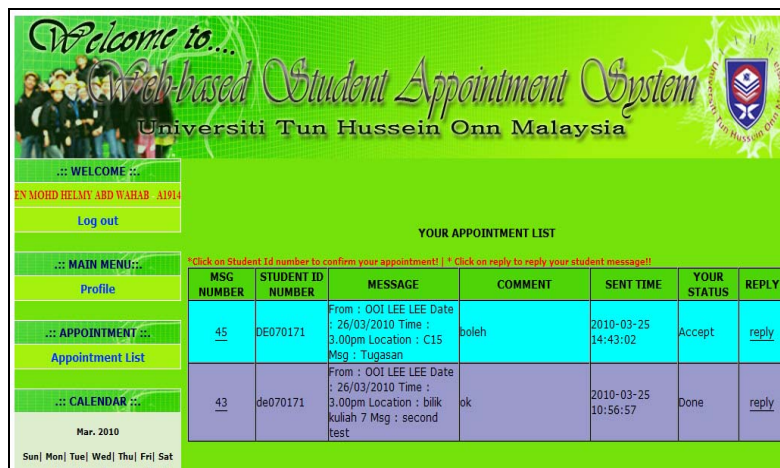 Welcome to....
Web-based Student Appointment System
Universiti Tun Hussein Onn Malaysia
.:: WELCOME ::.
EN MOHD HELMY ABD WAHAB A1914
Log out
.:: MAIN MENU::.
Profile
.:: APPOINTMENT ::.
Appointment List
.:: CALENDAR ::.
Mar. 2010
Sun| Mon| Tue| Wed| Thu| Fri| Sat
YOUR APPOINTMENT LIST
*Click on Student Id number to confirm your appointment! | * Click on reply to reply your student message!!
MSG NUMBER STUDENT ID NUMBER MESSAGE COMMENT SENT TIME YOUR STATUS REPLY
45 DE070171
From : OOI LEE LEE Date
: 26/03/2010 Time :
3.00pm Location : C15
Msg : Tugasan
boleh
2010-03-25
14:43:02
Accept
reply
43 de070171
From : OOI LEE LEE Date
: 26/03/2010 Time :
3.00pm Location : bilik
kuliah 7 Msg : second
test
ok
2010-03-25
10:56:57
Done
reply